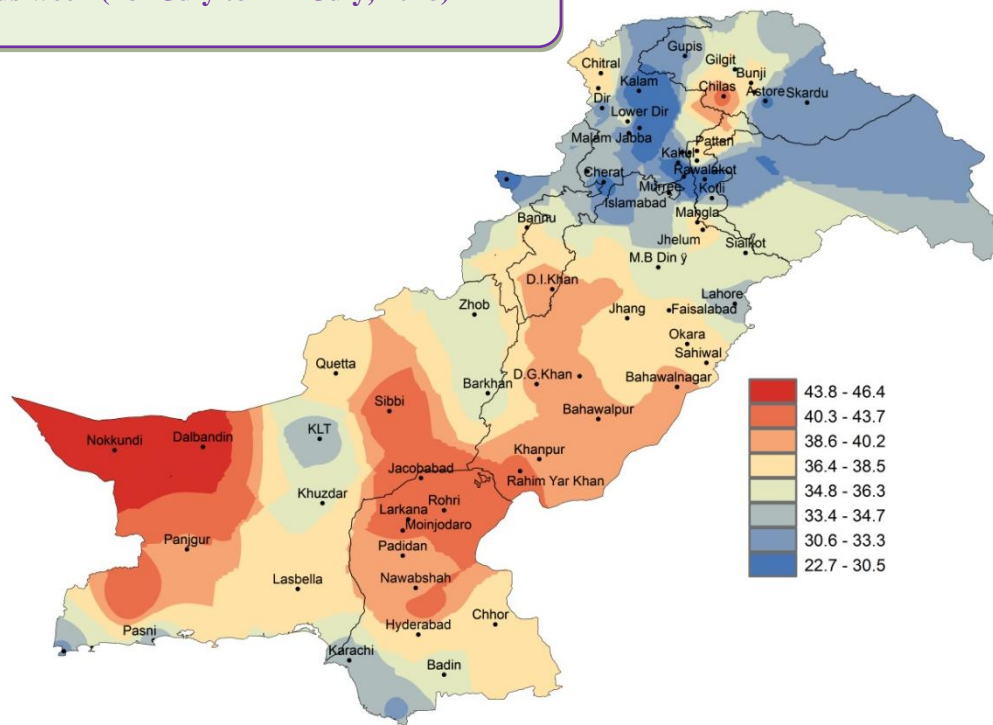 Gupis
Chitral
Gilgit
Kalam
Bunji
Chilas
Dir
Astore
Skardu
Lower Dir
Malam Jabba
Pattan
Kakul
Cherat
Rawalakot
Murree
Kotli
Islamabad
Mangla
Bannu
Jhelum
Sialkot
M.B Din ÿ
D.I.Khan
Zhob
Lahore
Jhang
Faisalabad
Okara
Quetta
Sahiwal
D.G.Khan
Barkhan
Bahawalnagar
43.8 - 46.4
Sibbi
Bahawalpur
40.3 - 43.7
KLT
Nokkundi
Dalbandin
38.6 - 40.2
Khanpur
36.4 - 38.5
Jacobabad
Rahim Yar Khan
34.8 - 36.3
Khuzdar
Rohri
Larkana
33.4 - 34.7
Moinjodaro
30.6 - 33.3
Panjgur
Padidan
22.7 - 30.5
Lasbella
Nawabshah
Chhor
Pasni
Hyderabad
Karachi
Badin